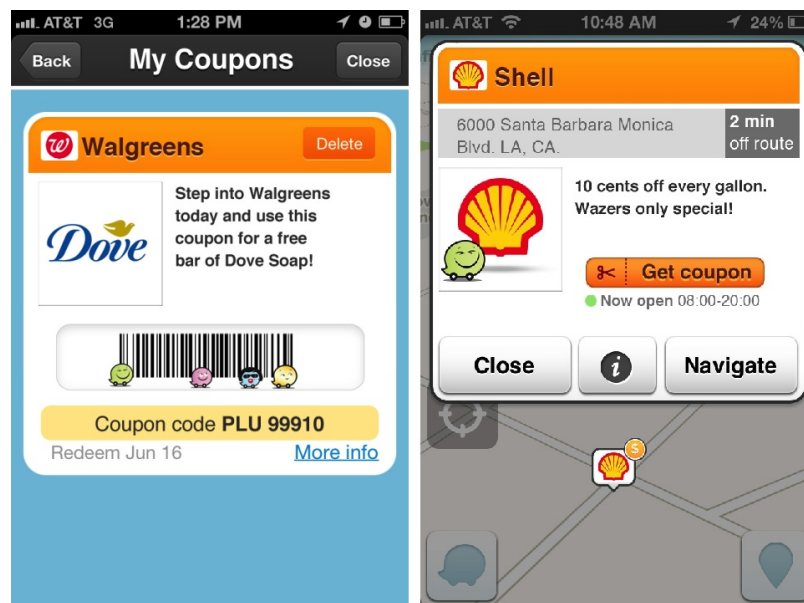 AT&T 3G 1:28 PM
Back My Coupons Close
Walgreens Delete
Dove
Step into Walgreens
today and use this
coupon for a free
bar of Dove Soap!
Coupon code PLU 99910
Redeem Jun 16 More info
AT&T 10:48 AM 24%
Shell
6000 Santa Barbara Monica
Blvd. LA, CA.
2 min
off route
10 cents off every gallon.
Wazers only special!
Get coupon
Now open 08:00-20:00
Close i Navigate
S